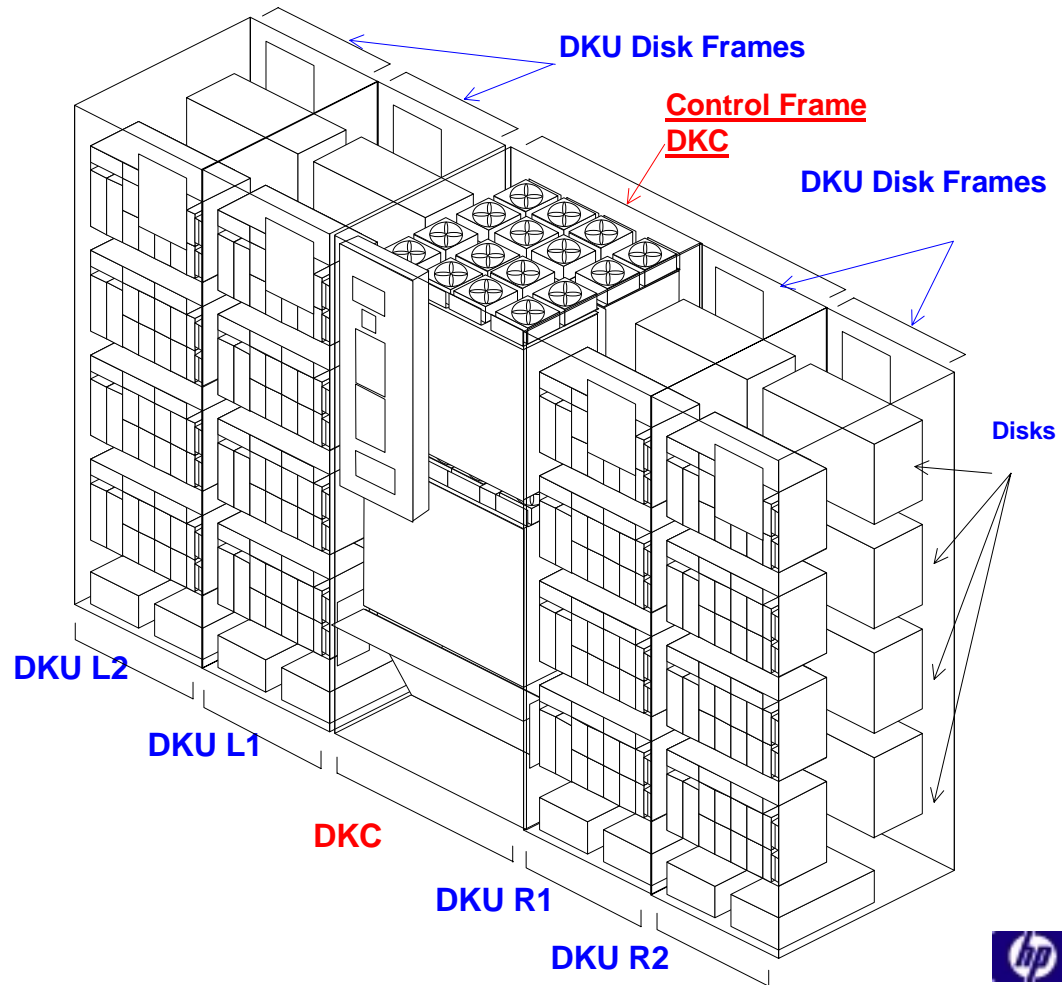 DKU Disk Frames
Control Frame
DKC
DKU Disk Frames
Disks
DKU L2
DKU L1
DKC
DKU R1
DKU R2
hp